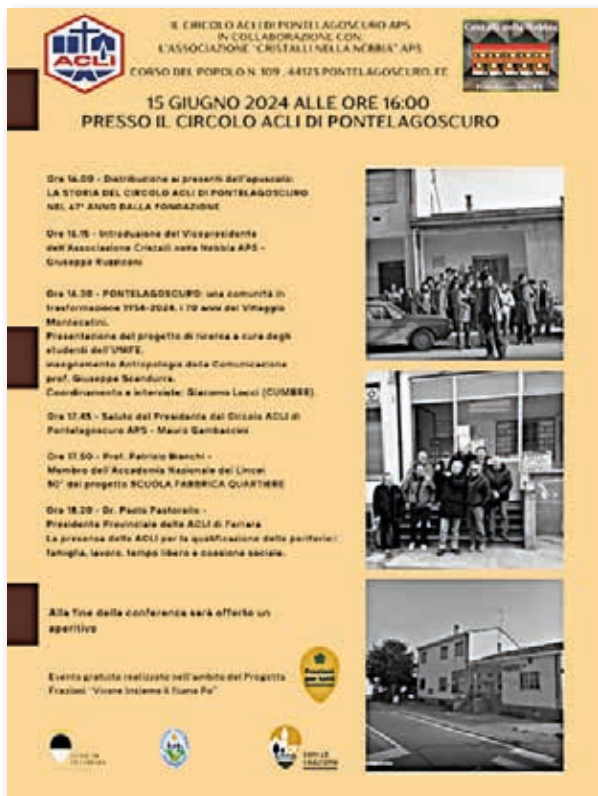 IL CIRCOLO ACLI DI PONTELAGOSCURO APS
IN COLLABORAZIONE CON
L'ASSOCIAZIONE "CRISTALLI NELLA NEBBIA" APS
CORSO DEL POPOLO N. 109 , 44123 PONTELAGOSCURO, FE
ACLI
Cristalli nella Nebbia
15 GIUGNO 2024 ALLE ORE 16:00
PRESSO IL CIRCOLO ACLI DI PONTELAGOSCURO
Ore 16.00 - Distribuzione ai presenti dell'opuscolo:
LA STORIA DEL CIRCOLO ACLI DI PONTELAGOSCURO
NEL 47° ANNO DALLA FONDAZIONE
Ore 16.15 - Introduzione del Vicepresidente
dell'Associazione Cristalli nella Nebbia APS -
Giuseppe
Ore 16.30 - PONTELAGOSCURO: una comunità in
trasformazione 1954-2024. I 70 anni del Villaggio
Montecatini.
Presentazione del progetto di ricerca a cura degli
studenti dell'UNIFE,
insegnamento Antropologia della Comunicazione
prof. Giuseppe Scandurra.
Coordinamento e interviste: Giacomo Locci (CUMBRE).
Ore 17.45 - Saluto del Presidente del Circolo ACLI di
Pontelagoscuro APS - Mauro Gambaccini
Ore 17.50 - Prof. Patrizio Bianchi -
Membro dell'Accademia Nazionale dei Lincei
50° del progetto SCUOLA FABBRICA QUARTIERE
Ore 18.20 - Dr. Paolo Pastorello -
Presidente Provinciale delle ACLI di Ferrara
La presenza delle ACLI per la qualificazione delle periferie:
famiglia, lavoro, tempo libero e coesione sociale.
Alla fine della conferenza sarà offerto un
aperitivo
Evento gratuito realizzato nell'ambito del Progetto
Frazioni "Vivere insieme il fiume Po"
Frazioni
per tutti